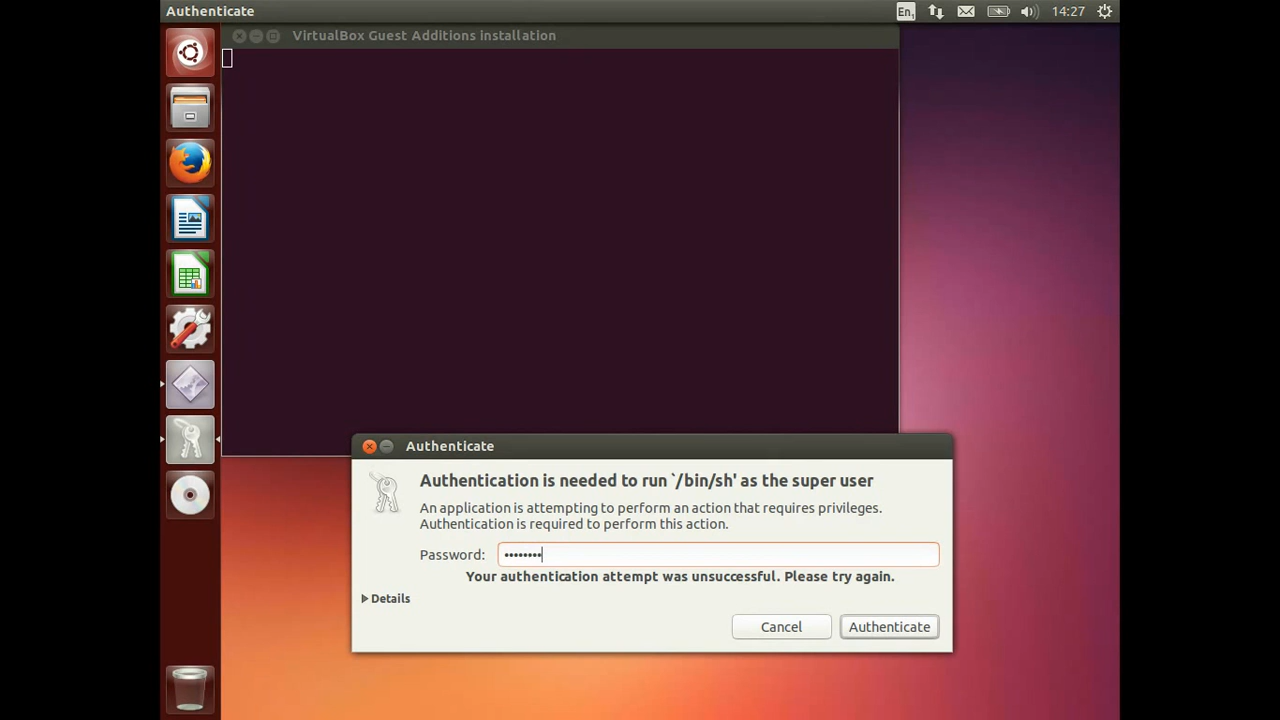 Authenticate
En1
14:27
VirtualBox Guest Additions installation
Authenticate
Authentication is needed to run `/bin/sh' as the super user
An application is attempting to perform an action that requires privileges.
Authentication is required to perform this action.
Password: ••••••••
Your authentication attempt was unsuccessful. Please try again.
Details
Cancel
Authenticate